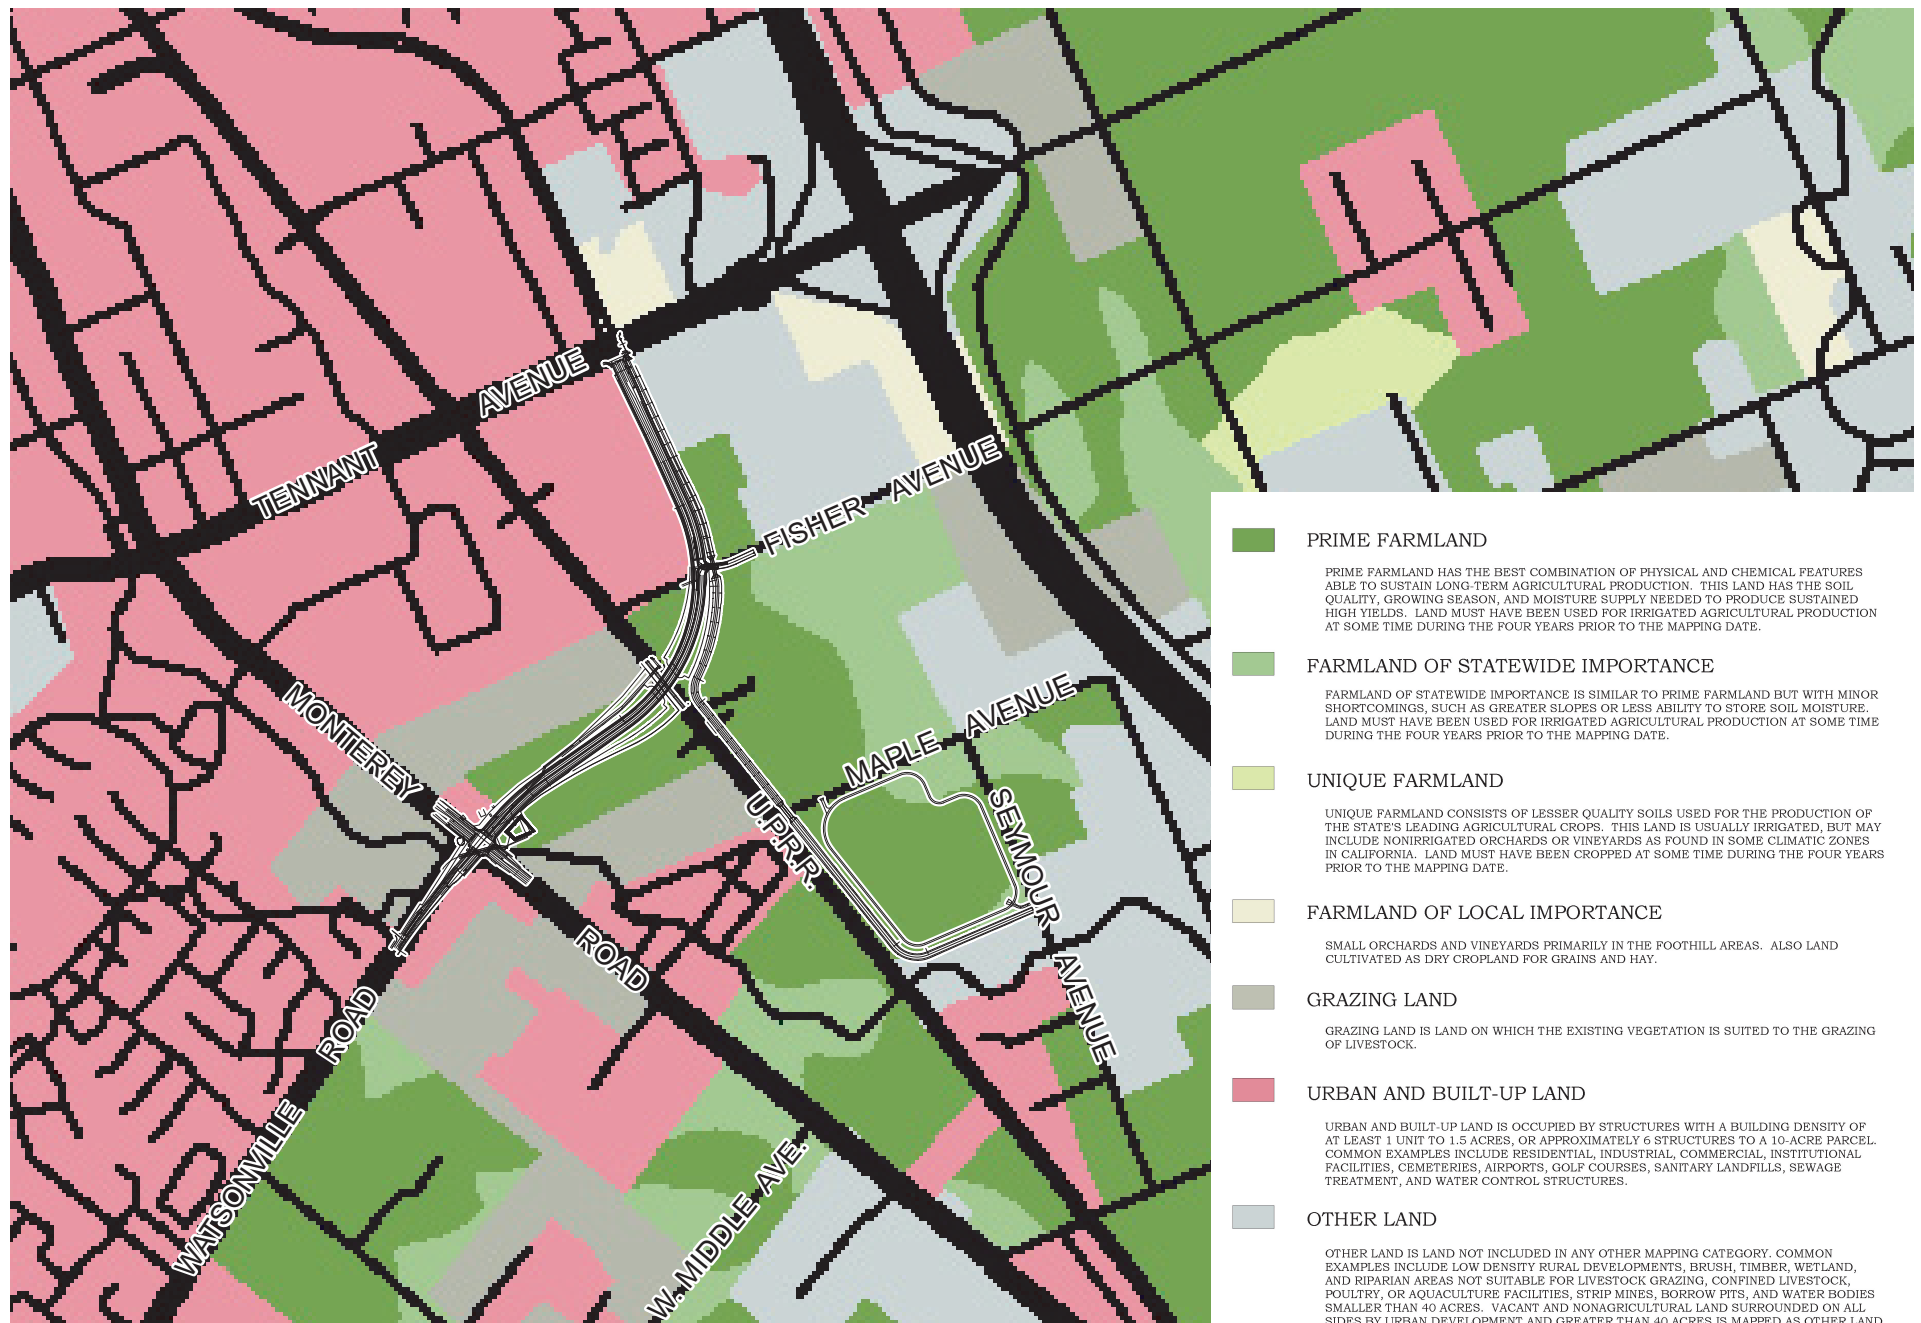 TENNANT
AVENUE
FISHER AVENUE
MONTEREY
ROAD
MAPLE AVENUE
U.P.R.R.
SEYMOUR
AVENUE
WATSONVILLE
ROAD
W. MIDDLE AVE.
PRIME FARMLAND
PRIME FARMLAND HAS THE BEST COMBINATION OF PHYSICAL AND CHEMICAL FEATURES
ABLE TO SUSTAIN LONG-TERM AGRICULTURAL PRODUCTION. THIS LAND HAS THE SOIL
QUALITY, GROWING SEASON, AND MOISTURE SUPPLY NEEDED TO PRODUCE SUSTAINED
HIGH YIELDS. LAND MUST HAVE BEEN USED FOR IRRIGATED AGRICULTURAL PRODUCTION
AT SOME TIME DURING THE FOUR YEARS PRIOR TO THE MAPPING DATE.
FARMLAND OF STATEWIDE IMPORTANCE
FARMLAND OF STATEWIDE IMPORTANCE IS SIMILAR TO PRIME FARMLAND BUT WITH MINOR
SHORTCOMINGS, SUCH AS GREATER SLOPES OR LESS ABILITY TO STORE SOIL MOISTURE.
LAND MUST HAVE BEEN USED FOR IRRIGATED AGRICULTURAL PRODUCTION AT SOME TIME
DURING THE FOUR YEARS PRIOR TO THE MAPPING DATE.
UNIQUE FARMLAND
UNIQUE FARMLAND CONSISTS OF LESSER QUALITY SOILS USED FOR THE PRODUCTION OF
THE STATE'S LEADING AGRICULTURAL CROPS. THIS LAND IS USUALLY IRRIGATED, BUT MAY
INCLUDE NONIRRIGATED ORCHARDS OR VINEYARDS AS FOUND IN SOME CLIMATIC ZONES
IN CALIFORNIA. LAND MUST HAVE BEEN CROPPED AT SOME TIME DURING THE FOUR YEARS
PRIOR TO THE MAPPING DATE.
FARMLAND OF LOCAL IMPORTANCE
SMALL ORCHARDS AND VINEYARDS PRIMARILY IN THE FOOTHILL AREAS. ALSO LAND
CULTIVATED AS DRY CROPLAND FOR GRAINS AND HAY.
GRAZING LAND
GRAZING LAND IS LAND ON WHICH THE EXISTING VEGETATION IS SUITED TO THE GRAZING
OF LIVESTOCK.
URBAN AND BUILT-UP LAND
URBAN AND BUILT-UP LAND IS OCCUPIED BY STRUCTURES WITH A BUILDING DENSITY OF
AT LEAST 1 UNIT TO 1.5 ACRES, OR APPROXIMATELY 6 STRUCTURES TO A 10-ACRE PARCEL.
COMMON EXAMPLES INCLUDE RESIDENTIAL, INDUSTRIAL, COMMERCIAL, INSTITUTIONAL
FACILITIES, CEMETERIES, AIRPORTS, GOLF COURSES, SANITARY LANDFILLS, SEWAGE
TREATMENT, AND WATER CONTROL STRUCTURES.
OTHER LAND
OTHER LAND IS LAND NOT INCLUDED IN ANY OTHER MAPPING CATEGORY. COMMON
EXAMPLES INCLUDE LOW DENSITY RURAL DEVELOPMENTS, BRUSH, TIMBER, WETLAND,
AND RIPARIAN AREAS NOT SUITABLE FOR LIVESTOCK GRAZING, CONFINED LIVESTOCK,
POULTRY, OR AQUACULTURE FACILITIES, STRIP MINES, BORROW PITS, AND WATER BODIES
SMALLER THAN 40 ACRES. VACANT AND NONAGRICULTURAL LAND SURROUNDED ON ALL
SIDES BY URBAN DEVELOPMENT AND GREATER THAN 40 ACRES IS MAPPED AS OTHER LAND